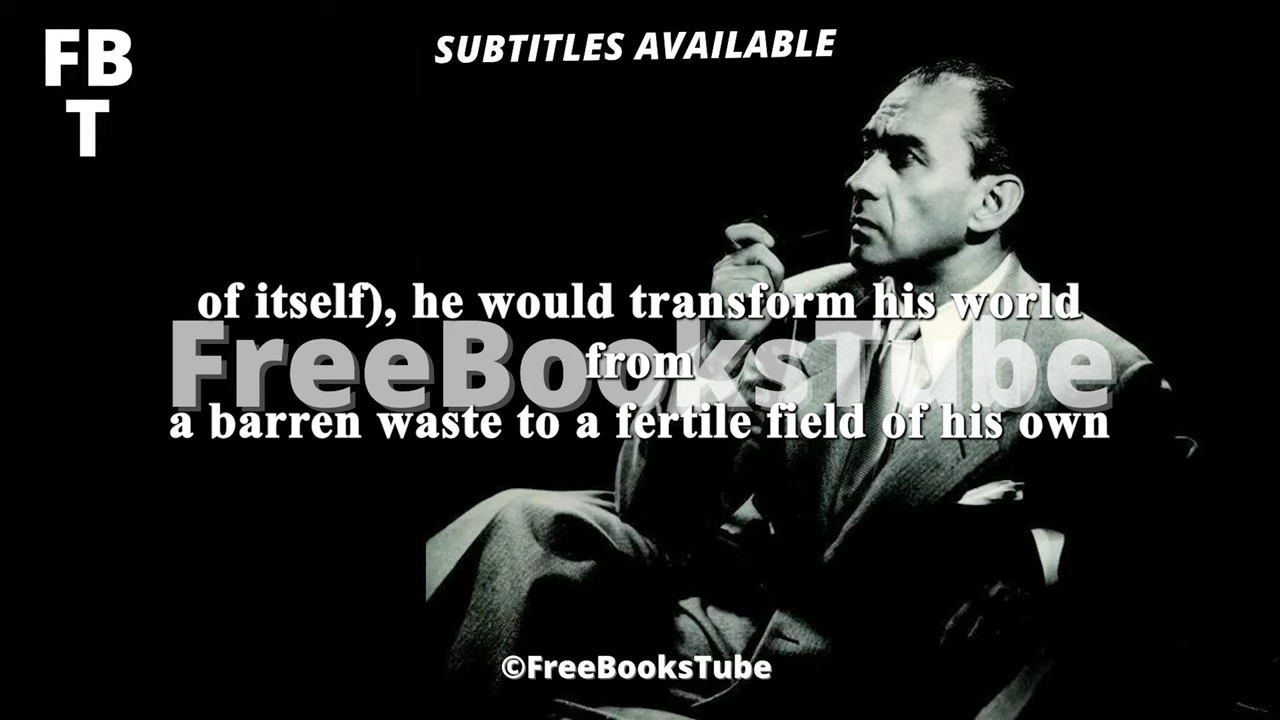 FB
T
SUBTITLES AVAILABLE
of itself), he would transform his world
from
FreeBooksTube
a barren waste to a fertile field of his own
©FreeBooksTube